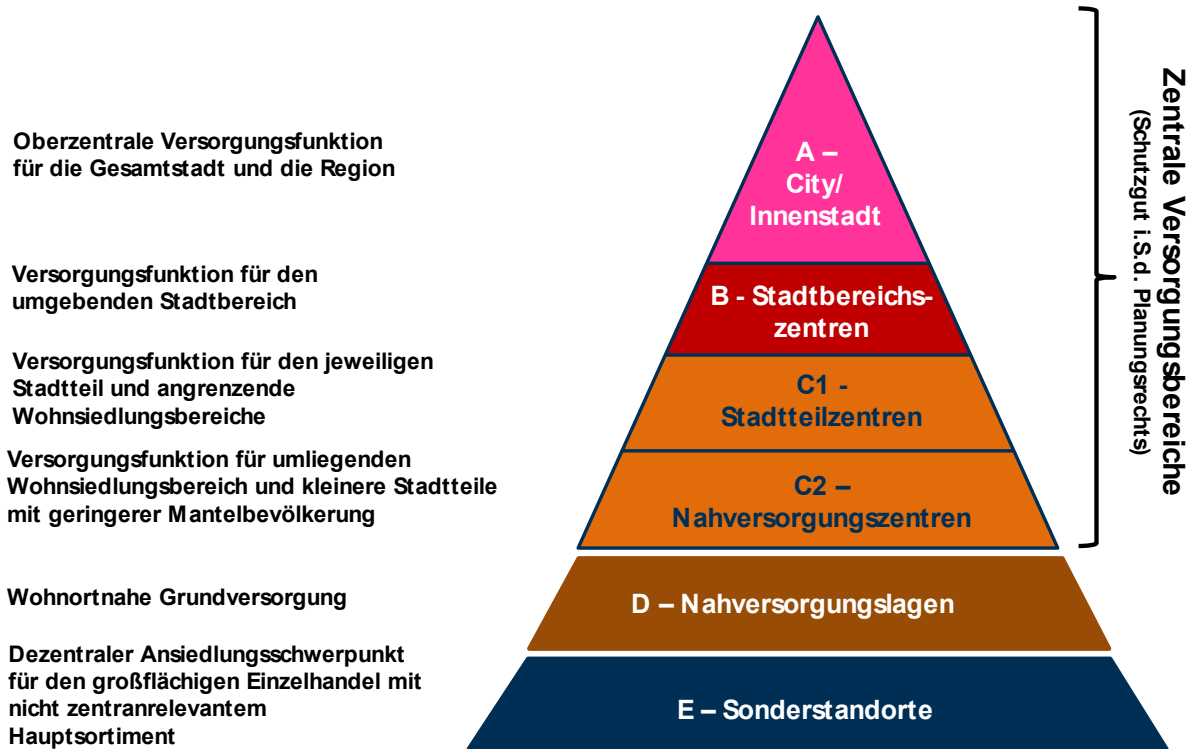 Oberzentrale Versorgungsfunktion
für die Gesamtstadt und die Region
A –
City/
Innenstadt
Versorgungsfunktion für den
umgebenden Stadtbereich
B - Stadtbereichs-
zentren
Versorgungsfunktion für den jeweiligen
Stadtteil und angrenzende
Wohnsiedlungsbereiche
C1 -
Stadtteilzentren
Versorgungsfunktion für umliegenden
Wohnsiedlungsbereich und kleinere Stadtteile
mit geringerer Mantelbevölkerung
C2 –
Nahversorgungszentren
Wohnortnahe Grundversorgung
D – Nahversorgungslagen
Dezentraler Ansiedlungsschwerpunkt
für den großflächigen Einzelhandel mit
nicht zentranrelevantem
Hauptsortiment
E – Sonderstandorte
Zentrale Versorgungsbereiche
(Schutzgut i.S.d. Planungsrechts)